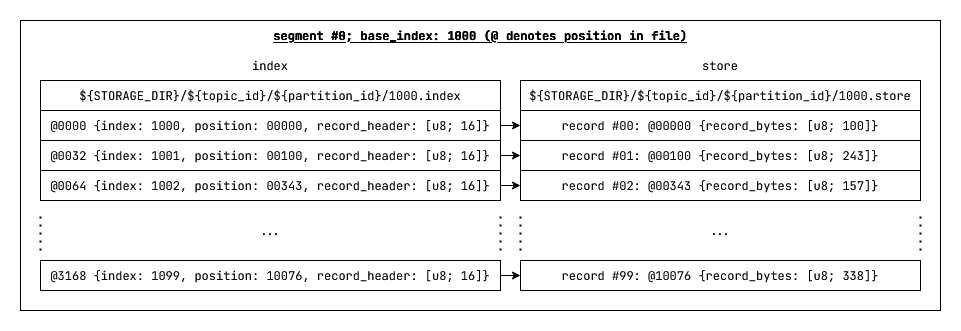 segment #0; base_index: 1000 (@ denotes position in file)
index
store
${STORAGE_DIR}/${topic_id}/${partition_id}/1000.index
${STORAGE_DIR}/${topic_id}/${partition_id}/1000.store
@0000 {index: 1000, position: 00000, record_header: [u8; 16]}
record #00: @00000 {record_bytes: [u8; 100]}
@0032 {index: 1001, position: 00100, record_header: [u8; 16]}
record #01: @00100 {record_bytes: [u8; 243]}
@0064 {index: 1002, position: 00343, record_header: [u8; 16]}
record #02: @00343 {record_bytes: [u8; 157]}
...
...
@3168 {index: 1099, position: 10076, record_header: [u8; 16]}
record #99: @10076 {record_bytes: [u8; 338]}